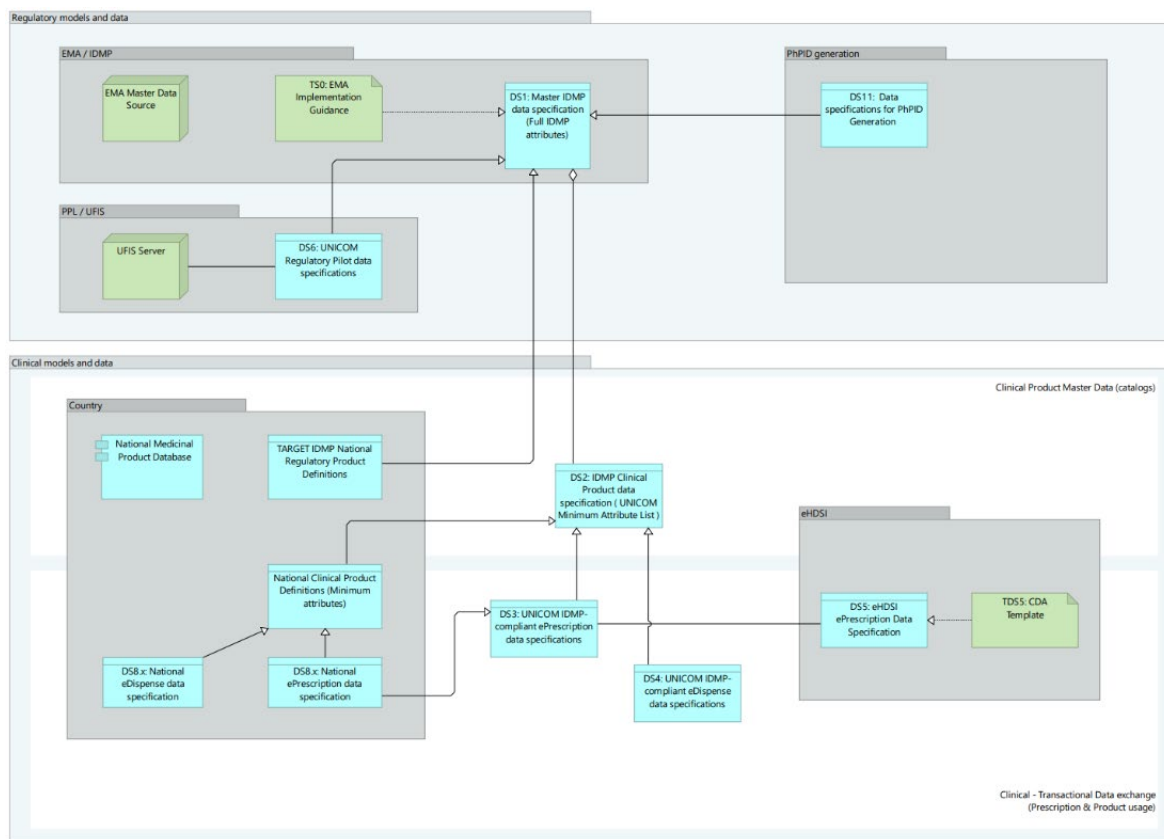 Regulatory models and data
EMA / IDMP
EMA Master Data
Source
TS0: EMA
Implementation
Guidance
DS1: Master IDMP
data specification
(Full IDMP
attributes)
PhPID generation
DS11:  Data
specifications for PhPID
Generation
PPL / UFIS
UFIS Server
DS6: UNICOM
Regulatory Pilot data
specifications
Clinical models and data
Clinical Product Master Data (catalogs)
Country
National Medicinal
Product Database
TARGET IDMP National
Regulatory Product
Definitions
DS2: IDMP Clinical
Product data
specification ( UNICOM
Minimum Attribute List )
eHDSI
National Clinical Product
Definitions (Minimum
attributes)
DS3: UNICOM IDMP-
compliant ePrescription
data specifications
DS5: eHDSI
ePrescription Data
Specification
TDS5: CDA
Template
DS8.x: National
eDispense data
specification
DS8.x: National
ePrescription data
specification
DS4: UNICOM IDMP-
compliant eDispense
data specifications
Clinical - Transactional Data exchange
(Prescription & Product usage)